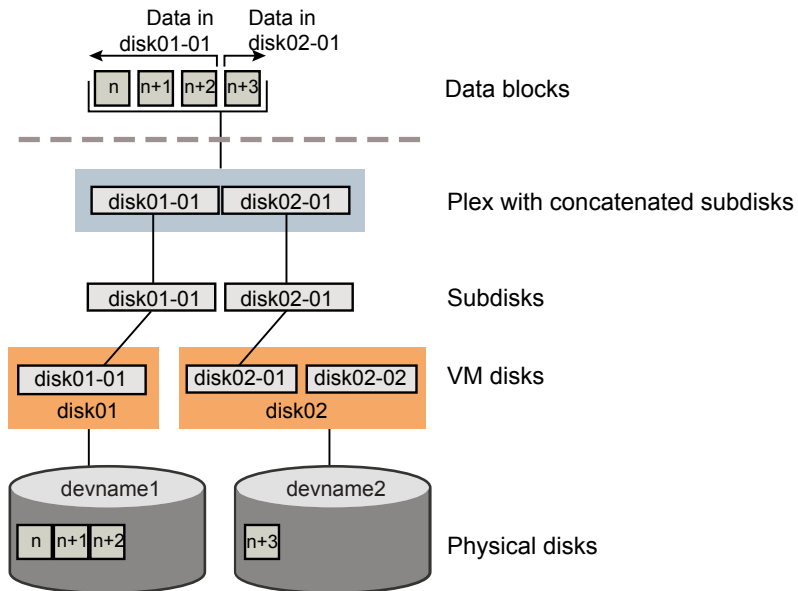 Data in
disk01-01
Data in
disk02-01
n n+1 n+2 n+3
Data blocks
disk01-01 disk02-01
Plex with concatenated subdisks
disk01-01 disk02-01
Subdisks
disk01-01
disk01
disk02-01 disk02-02
disk02
VM disks
devname1
n n+1 n+2
devname2
n+3
Physical disks